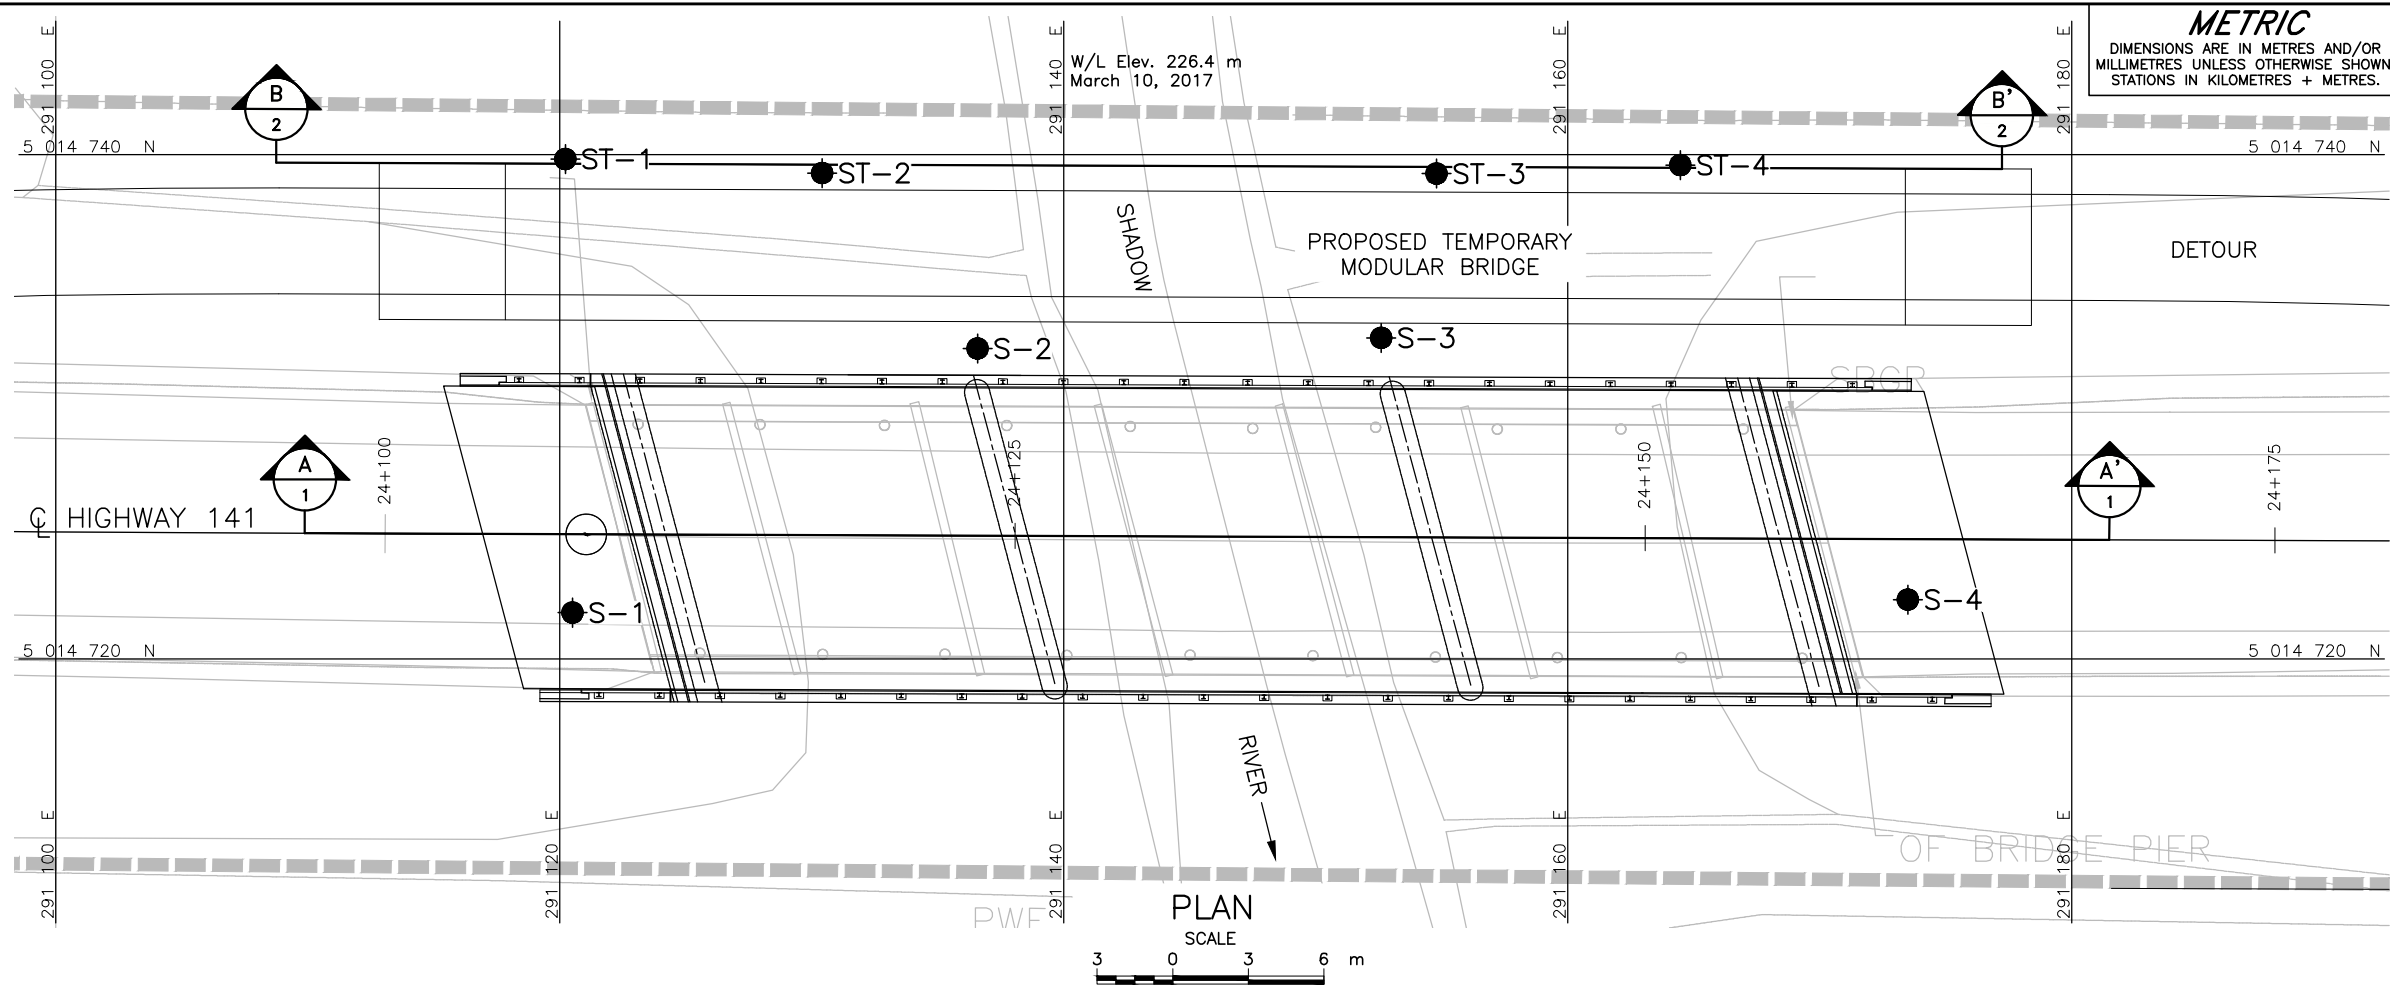 METRIC
DIMENSIONS ARE IN METRES AND/OR
MILLIMETRES UNLESS OTHERWISE SHOWN
STATIONS IN KILOMETRES + METRES.
291 100 E
291 140 E
291 160 E
291 180 E
W/L Elev. 226.4 m
March 10, 2017
B
2
B'
2
5 014 740 N
5 014 740 N
ST-1
ST-2
ST-3
ST-4
SHADOW
PROPOSED TEMPORARY
MODULAR BRIDGE
DETOUR
S-2
S-3
SBGR
A
1
24+100
24+125
24+150
A'
1
24+175
℄ HIGHWAY 141
S-1
S-4
5 014 720 N
5 014 720 N
RIVER
291 100 E
291 120 E
291 140 E
291 160 E
291 180 E
OF BRIDGE PIER
PWF
PLAN
SCALE
3 0 3 6 m